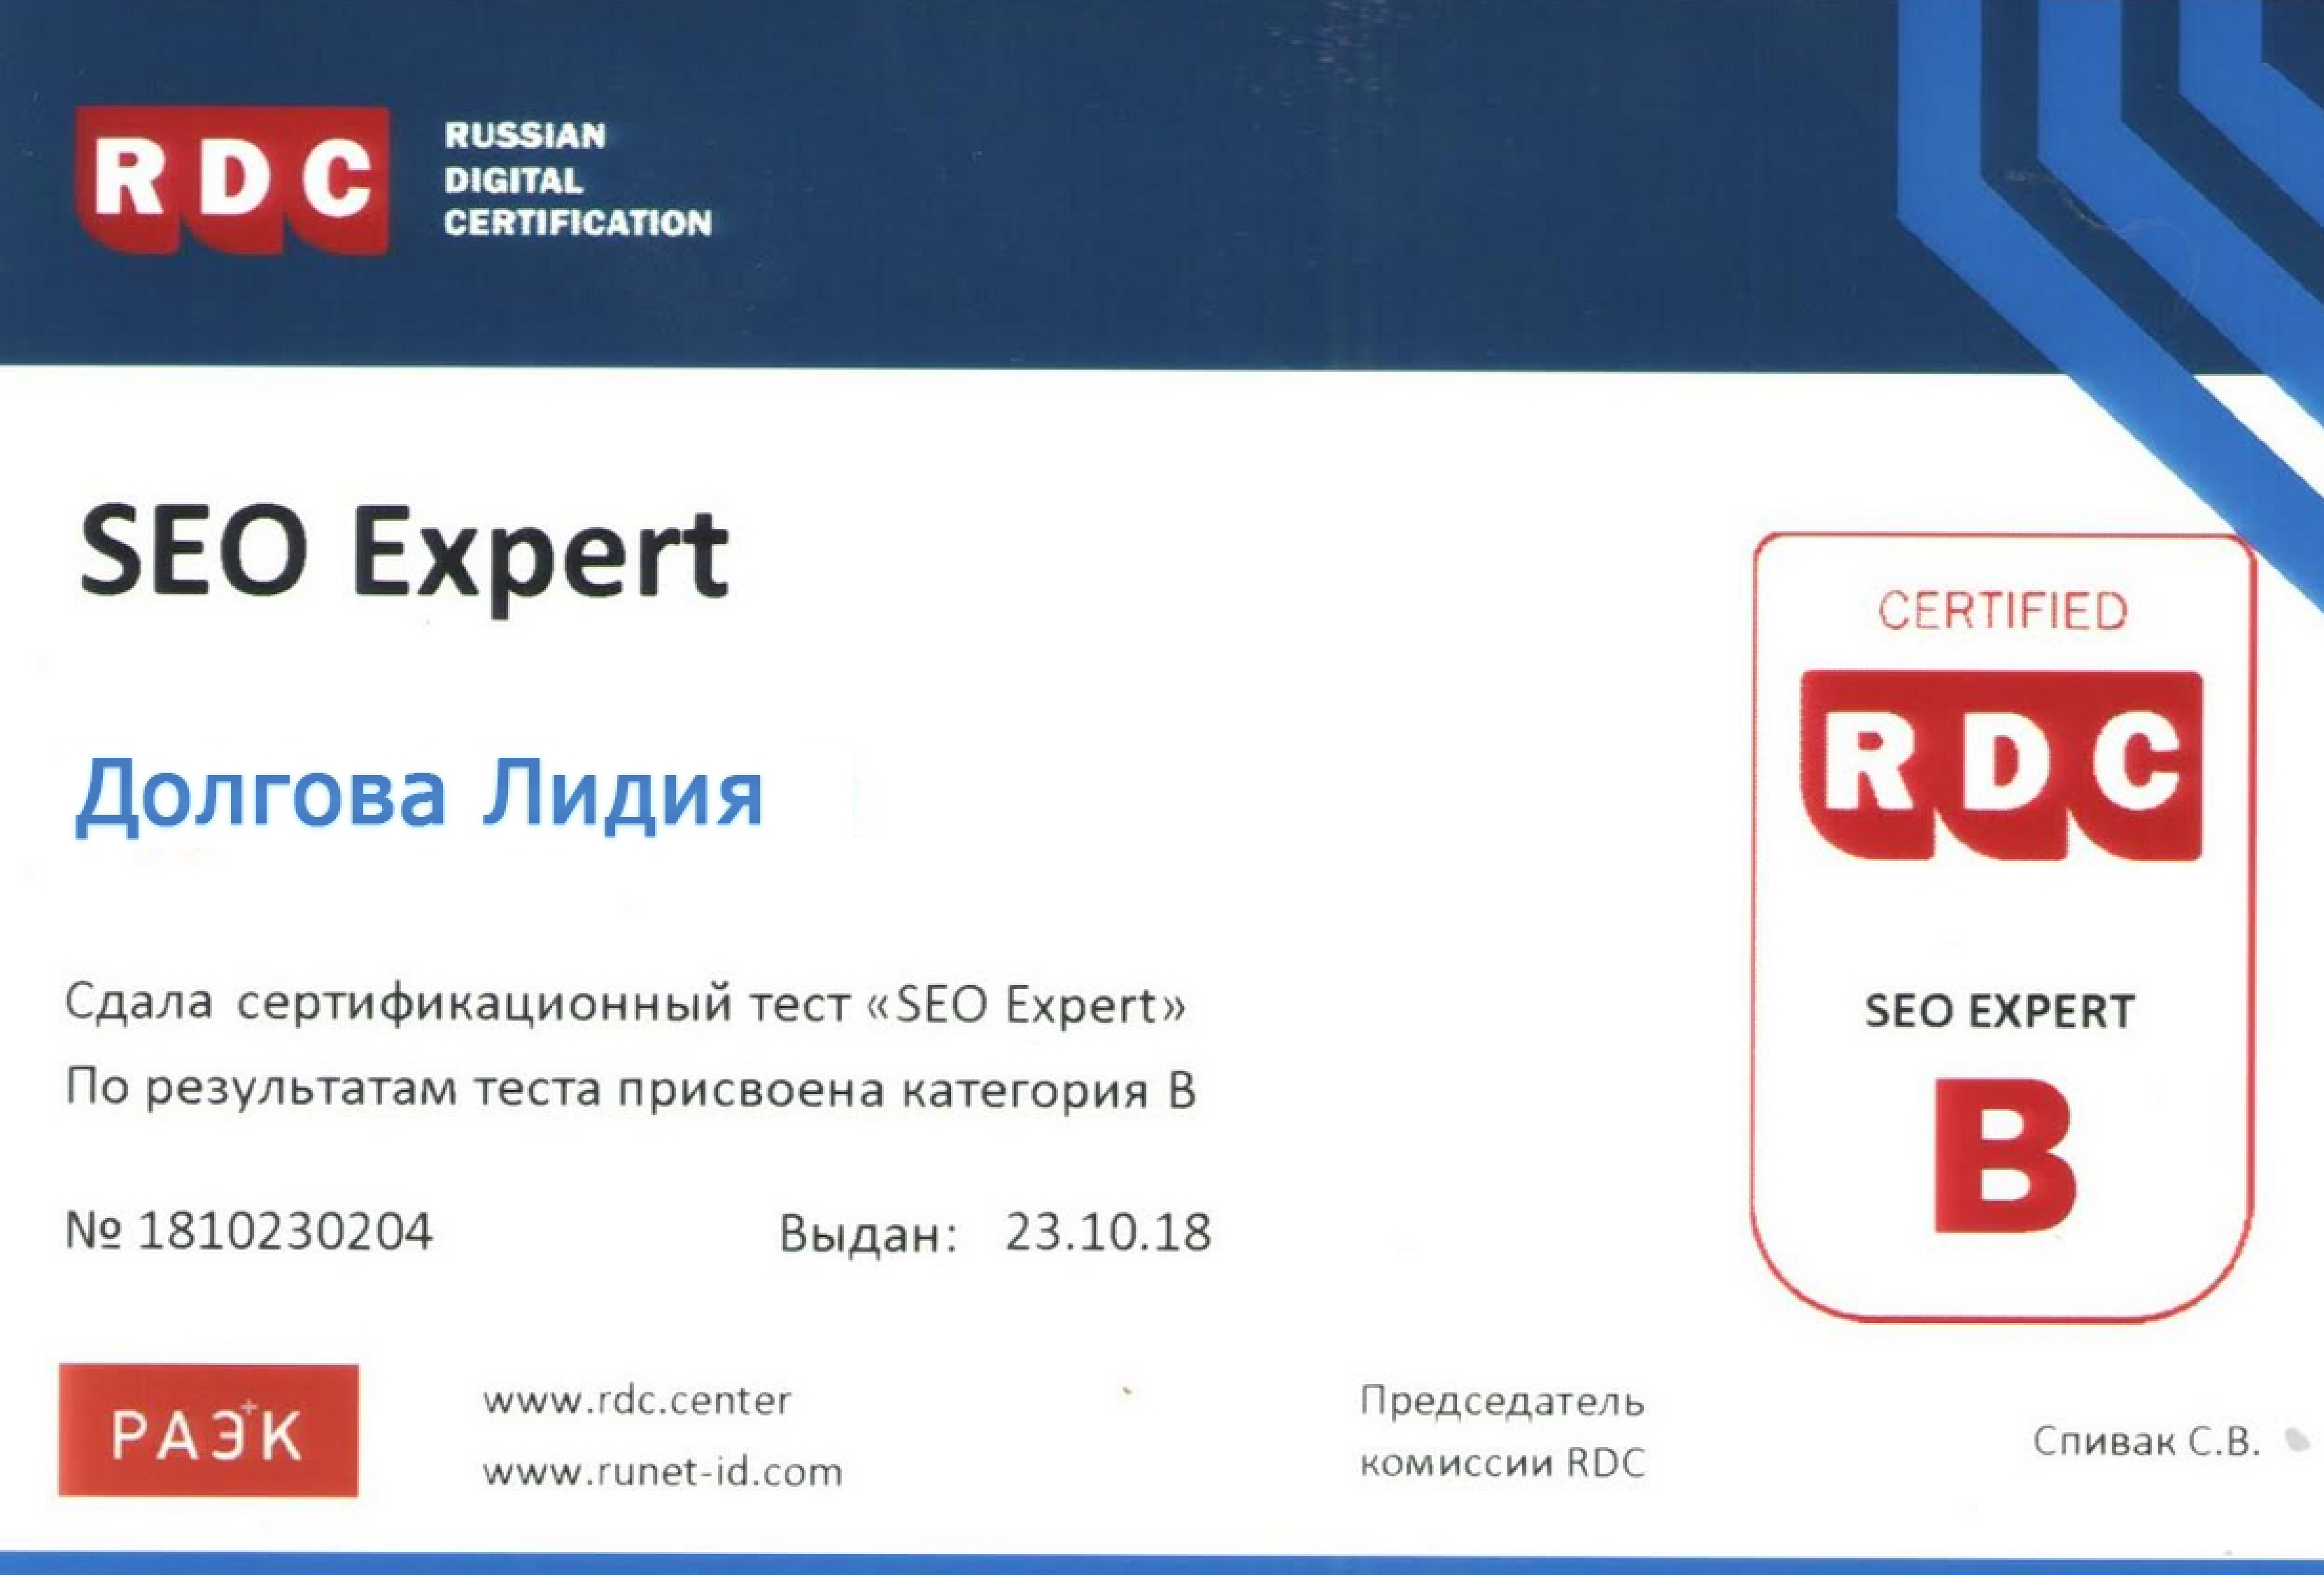 RDC
RUSSIAN
DIGITAL
CERTIFICATION
SEO Expert
Долгова Лидия
Сдала сертификационный тест «SEO Expert»
По результатам теста присвоена категория B
№ 1810230204 Выдан: 23.10.18
CERTIFIED
RDC
SEO EXPERT
B
РАЭК
www.rdc.center
www.runet-id.com
Председатель
комиссии RDC
Спивак С.В.